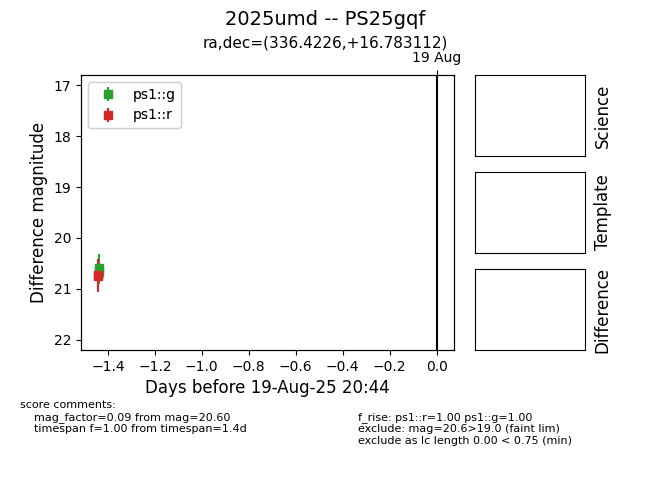 2025umd -- PS25gqf
ra,dec=(336.4226,+16.783112)
19 Aug
ps1::g
ps1::r
17
18
19
20
21
22
Difference magnitude
−1.4 −1.2 −1.0 −0.8 −0.6 −0.4 −0.2 0.0
Days before 19-Aug-25 20:44
Science
Template
Difference
score comments:
mag_factor=0.09 from mag=20.60
timespan f=1.00 from timespan=1.4d
f_rise: ps1::r=1.00 ps1::g=1.00
exclude: mag=20.6>19.0 (faint lim)
exclude as lc length 0.00 < 0.75 (min)